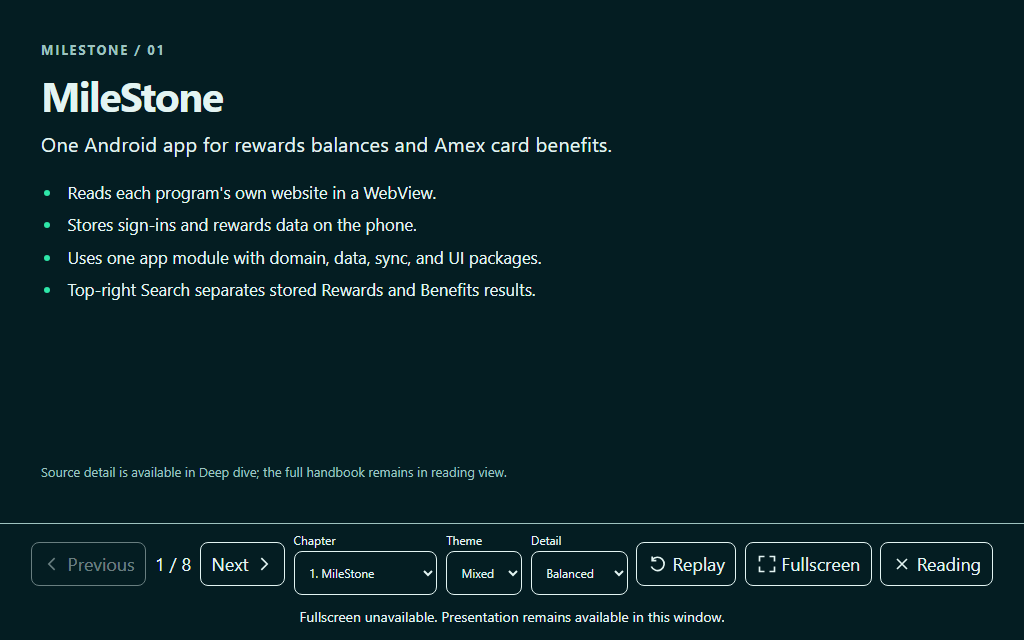 MILESTONE / 01
MileStone
One Android app for rewards balances and Amex card benefits.
Reads each program's own website in a WebView.
Stores sign-ins and rewards data on the phone.
Uses one app module with domain, data, sync, and UI packages.
Top-right Search separates stored Rewards and Benefits results.
Source detail is available in Deep dive; the full handbook remains in reading view.
Chapter Theme Detail
Previous 1 / 8 Next 1. MileStone Mixed Balanced Replay Fullscreen Reading
Fullscreen unavailable. Presentation remains available in this window.